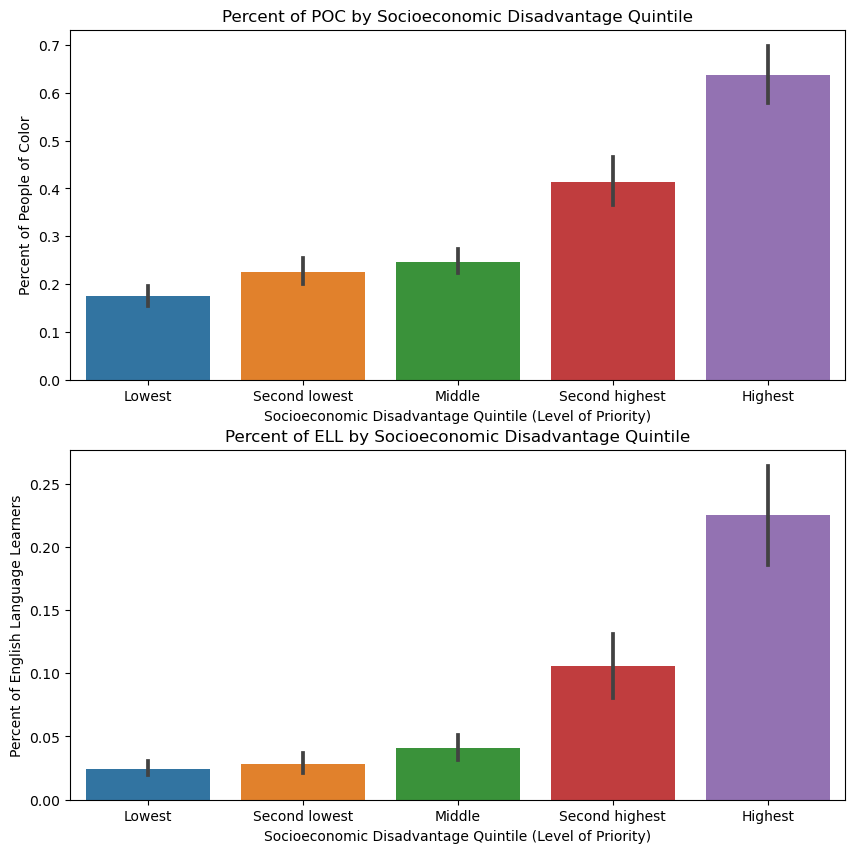 Percent of POC by Socioeconomic Disadvantage Quintile
0.7
0.6
0.5
0.4
0.3
0.2
0.1
0.0
Percent of People of Color
Lowest Second lowest Middle Second highest Highest
Socioeconomic Disadvantage Quintile (Level of Priority)
Percent of ELL by Socioeconomic Disadvantage Quintile
0.25
0.20
0.15
0.10
0.05
0.00
Percent of English Language Learners
Lowest Second lowest Middle Second highest Highest
Socioeconomic Disadvantage Quintile (Level of Priority)